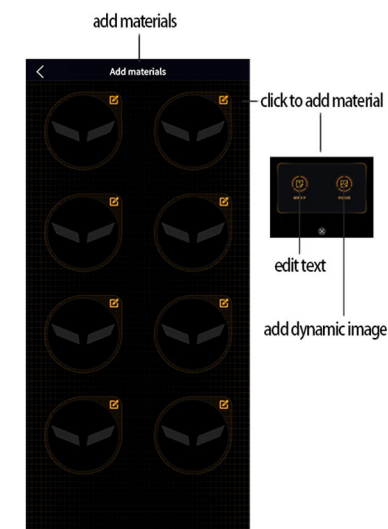 add materials
Add materials
click to add material
edit text
add dynamic image